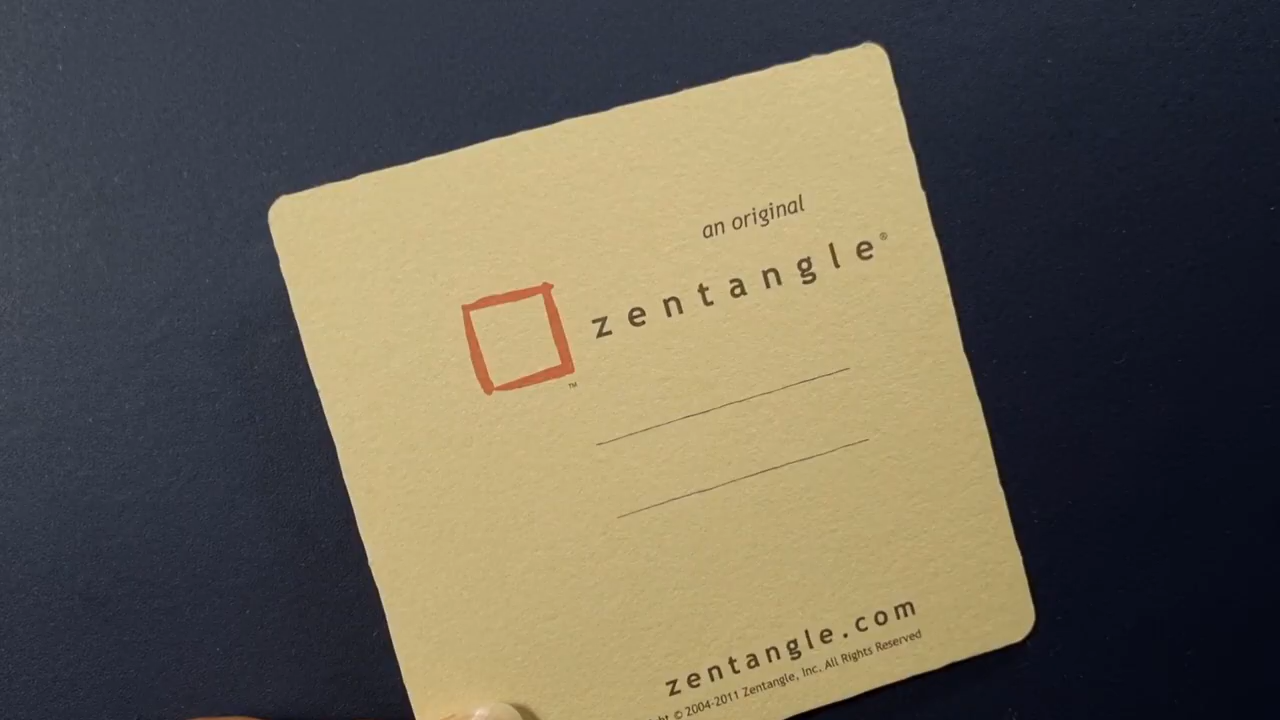 an original
zentangle®
™
zentangle.com
© 2004-2011 Zentangle, Inc. All Rights Reserved